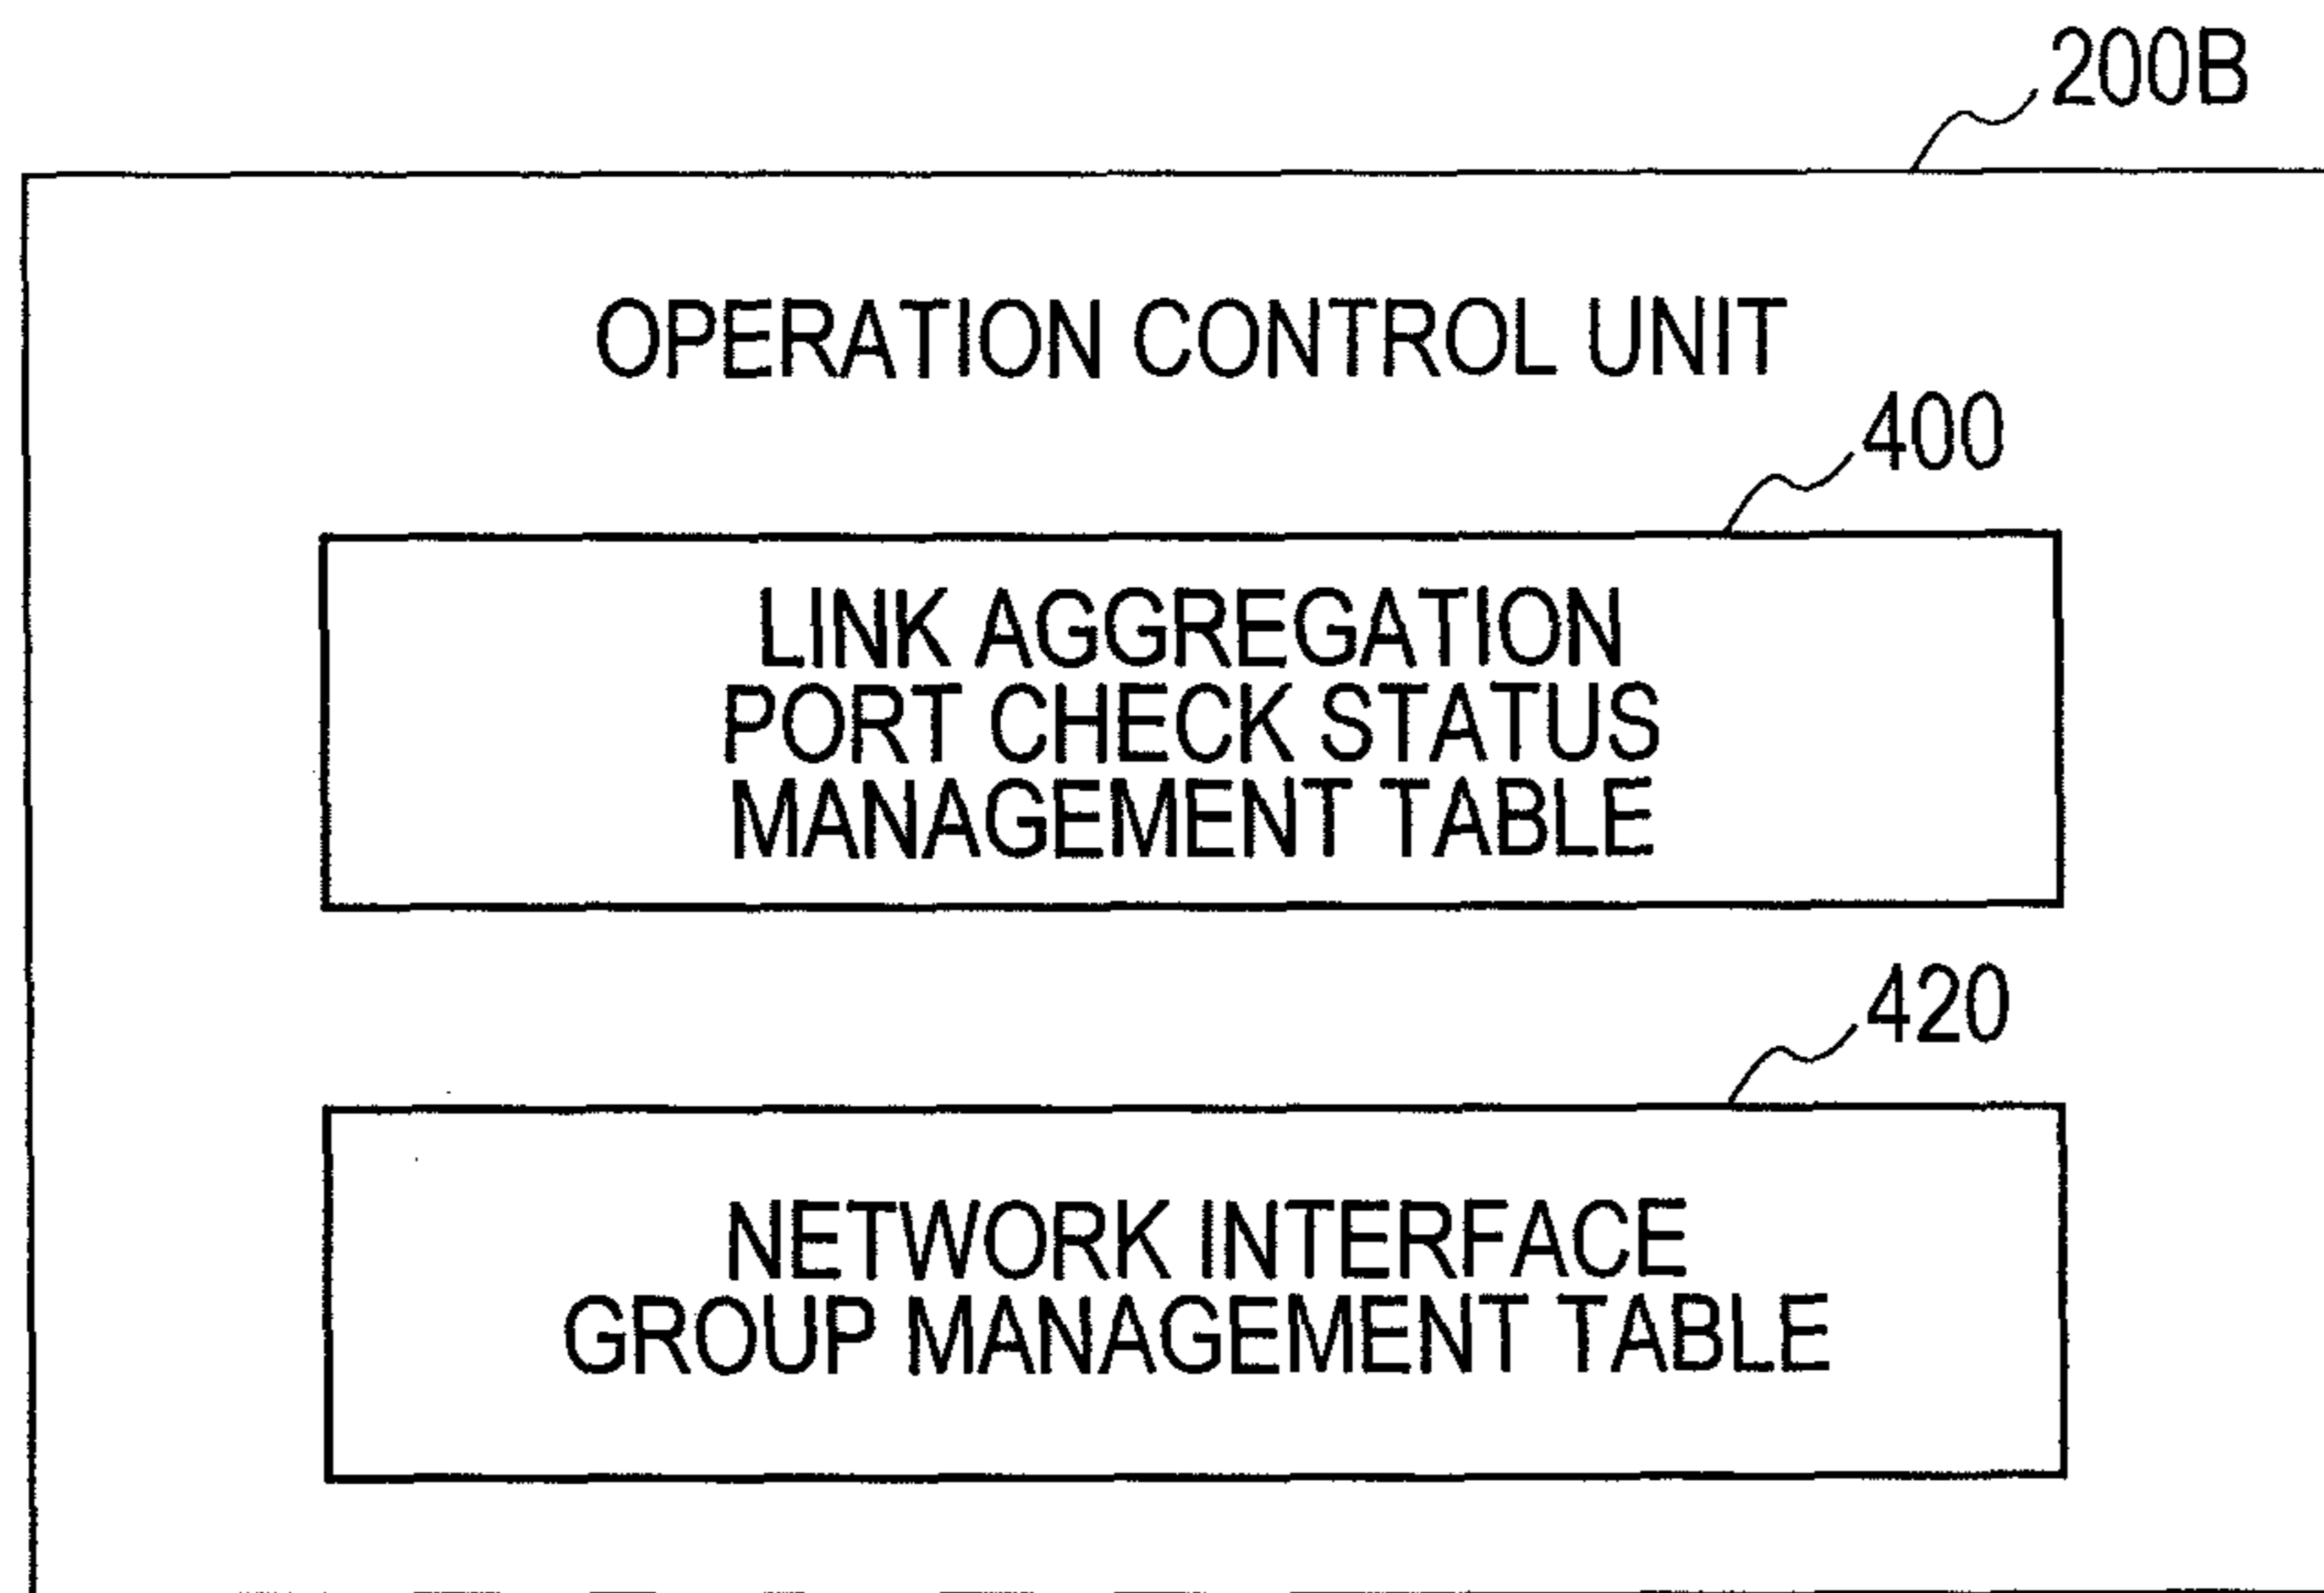 200B
OPERATION CONTROL UNIT
400
LINK AGGREGATION
PORT CHECK STATUS
MANAGEMENT TABLE
420
NETWORK INTERFACE
GROUP MANAGEMENT TABLE